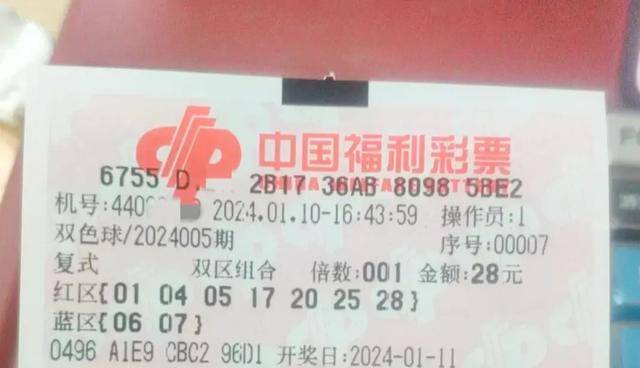 中国福利彩票
CHINA WELFARE LOTTERY
6755 D. 2B17 36AB 8098 5BE2
机号:440 2024.01.10-16:43:59 操作员:1
双色球/2024005期 序号:00007
复式 双区组合 倍数:001 金额:28元
红区{01 04 05 17 20 25 28}
蓝区{06 07}
0496 A1E9 CBC2 96D1 开奖日:2024-01-11